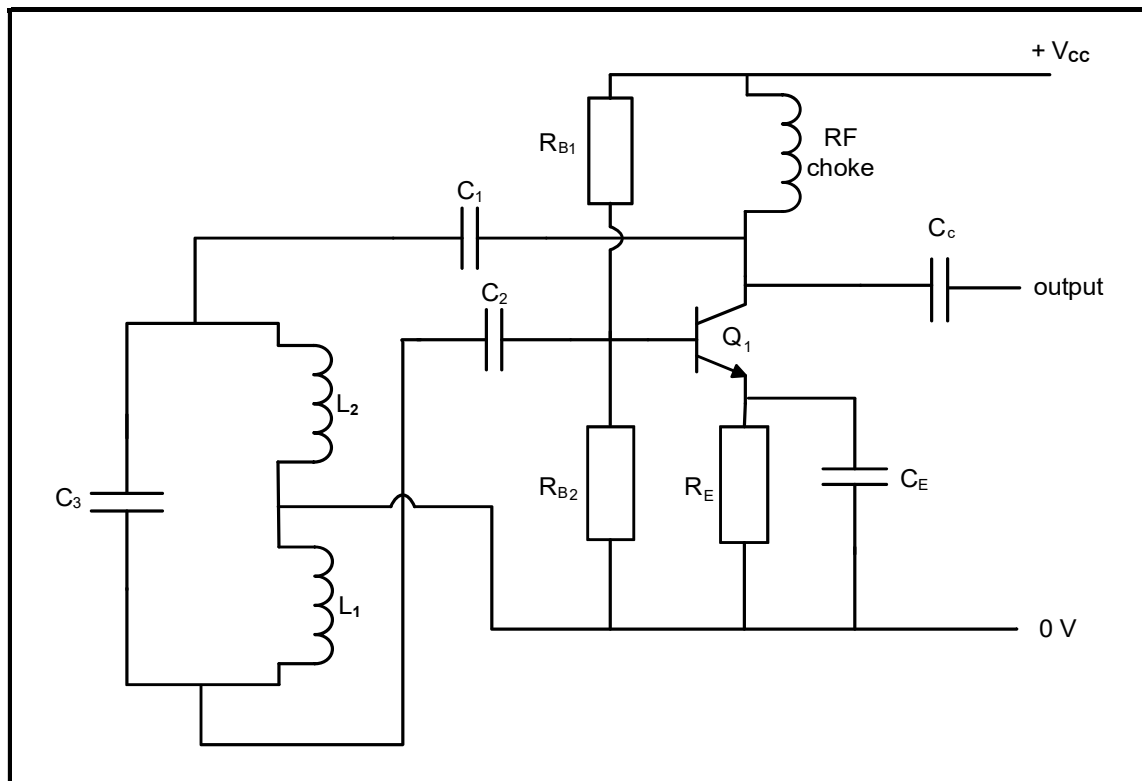 + Vcc
RB1
RF
choke
C1
Cc
output
C2
Q1
L2
C3
RB2
RE
CE
L1
0 V